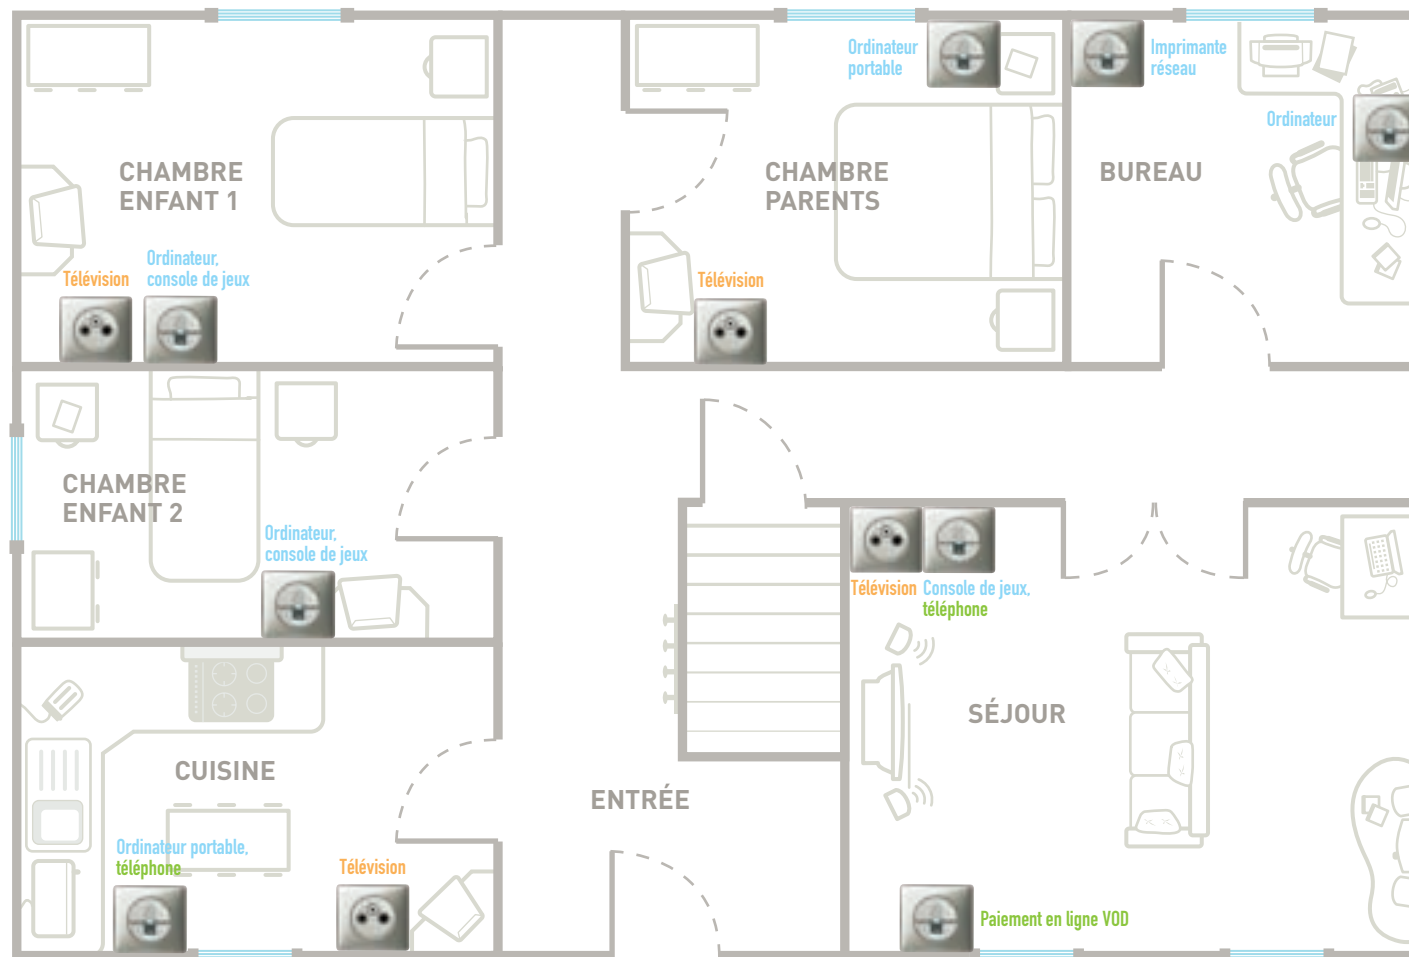 Ordinateur
portable
Imprimante
réseau
Ordinateur
CHAMBRE
ENFANT 1
CHAMBRE
PARENTS
BUREAU
Ordinateur,
console de jeux
Télévision
Télévision
CHAMBRE
ENFANT 2
Ordinateur,
console de jeux
Télévision
Console de jeux,
téléphone
SÉJOUR
CUISINE
ENTRÉE
Ordinateur portable,
téléphone
Télévision
Paiement en ligne VOD